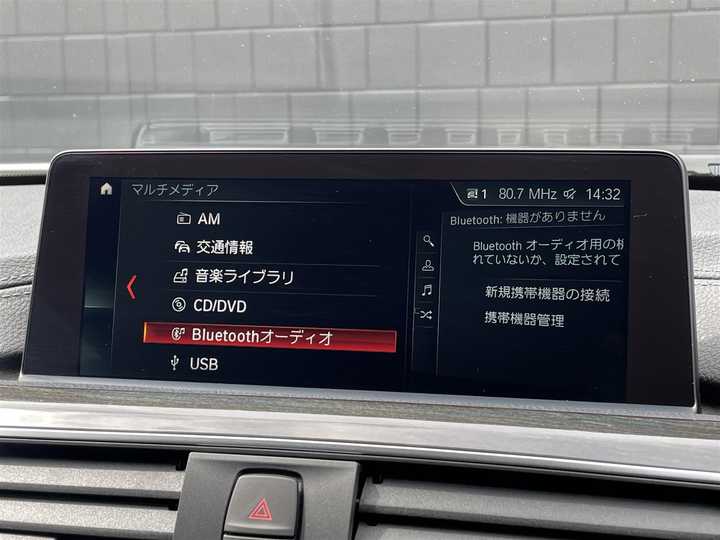 マルチメディア
1 80.7 MHz 14:32
AM
交通情報
音楽ライブラリ
CD/DVD
Bluetoothオーディオ
USB
Bluetooth: 機器がありません
Bluetooth オーディオ用の
れていないか、設定されて
新規携帯機器の接続
携帯機器管理